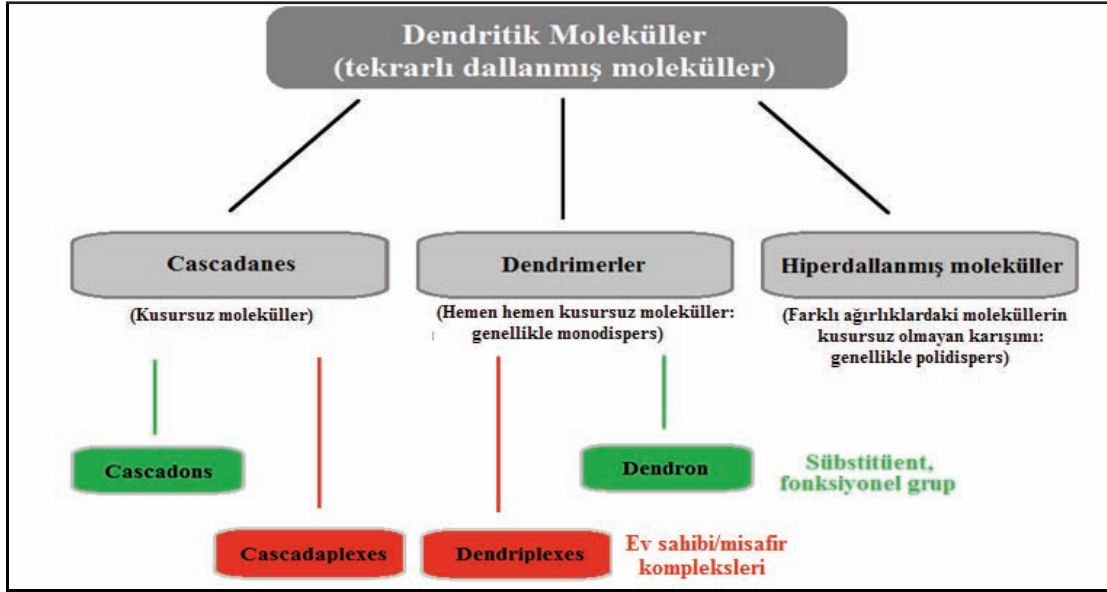 Dendritik Moleküller
(tekrarlı dallanmış moleküller)
Cascadanes
Dendrimerler
Hiperdallanmış moleküller
(Kusursuz moleküller)
(Hemen hemen kusursuz moleküller:
genellikle monodispers)
(Farklı ağırlıklardaki moleküllerin
kusursuz olmayan karışımı:
genellikle polidispers)
Cascadons
Dendron
Sübstitüent,
fonksiyonel grup
Cascadaplexes
Dendriplexes
Ev sahibi/misafir
kompleksleri